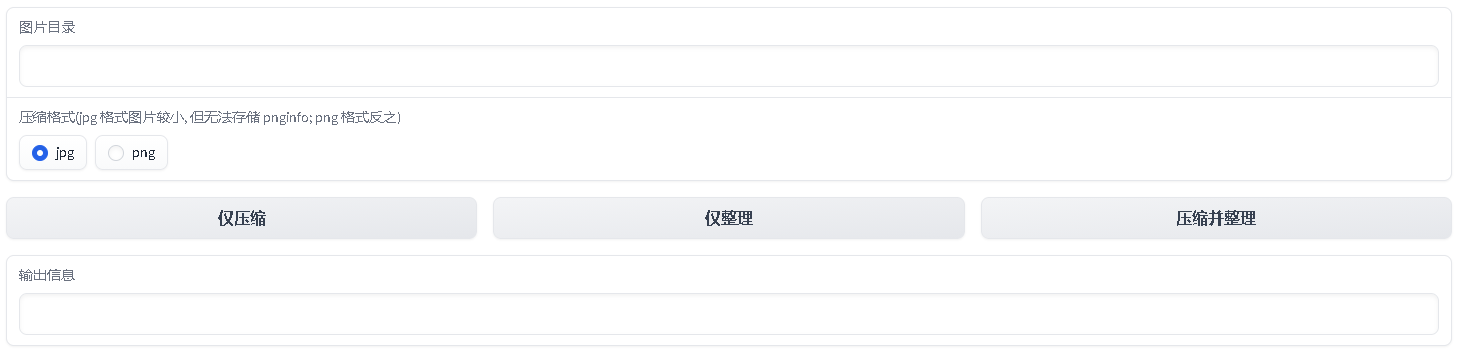 图片目录
压缩格式(jpg 格式图片较小, 但无法存储 pnginfo; png 格式反之)
jpg png
仅压缩 仅整理 压缩并整理
输出信息